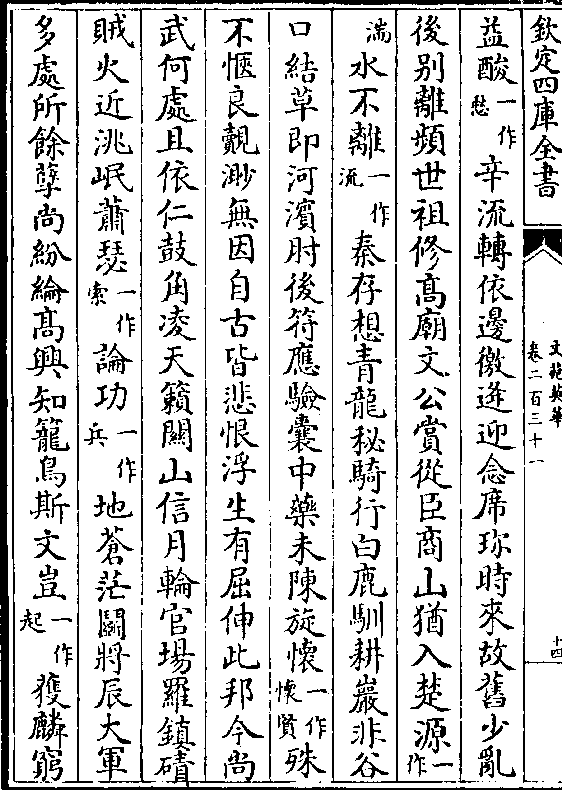 欽定四庫全書
文苑英華
卷二百三十一
十四
益酸一作愁辛流轉依邊徼逢迎念席珍時來故舊少亂
後别離頻世祖修髙廟文公賞從臣商山猶入楚源一作
湍水不離一作流秦存想青龍秘騎行白鹿馴耕巖非谷
口結草即河濱肘後符應驗囊中藥未陳旋懐一作懐賢殊
不愜良覿渺無因自古皆悲恨浮生有屈伸此邦今尚
武何處且依仁鼓角凌天籟關山信月輪官場羅鎮磧
賊火近洮岷蕭瑟一作索論功一作兵地蒼茫鬭將辰大軍
多處所餘孽尚紛綸髙興知籠鳥斯文豈一作起獲麟窮